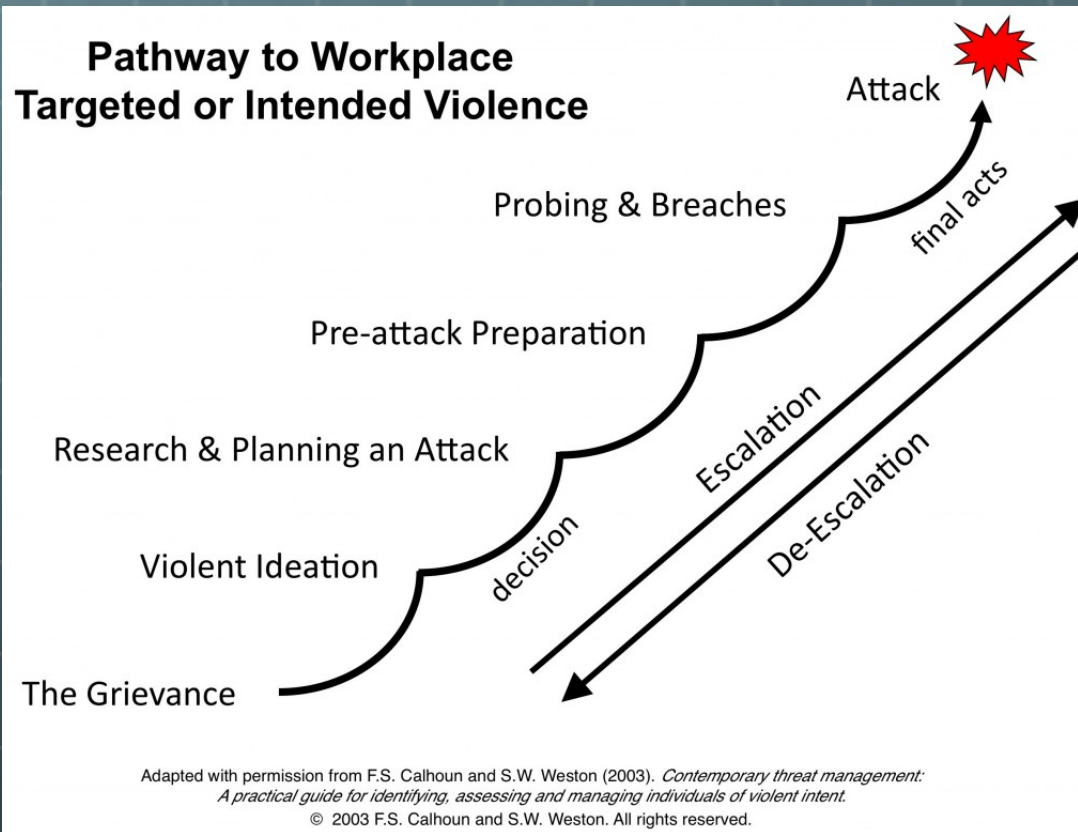 Pathway to Workplace
Targeted or Intended Violence
Attack
Probing & Breaches
final acts
Pre-attack Preparation
Escalation
De-Escalation
Research & Planning an Attack
decision
Violent Ideation
The Grievance
Adapted with permission from F.S. Calhoun and S.W. Weston (2003). Contemporary threat management:
A practical guide for identifying, assessing and managing individuals of violent intent.
© 2003 F.S. Calhoun and S.W. Weston. All rights reserved.